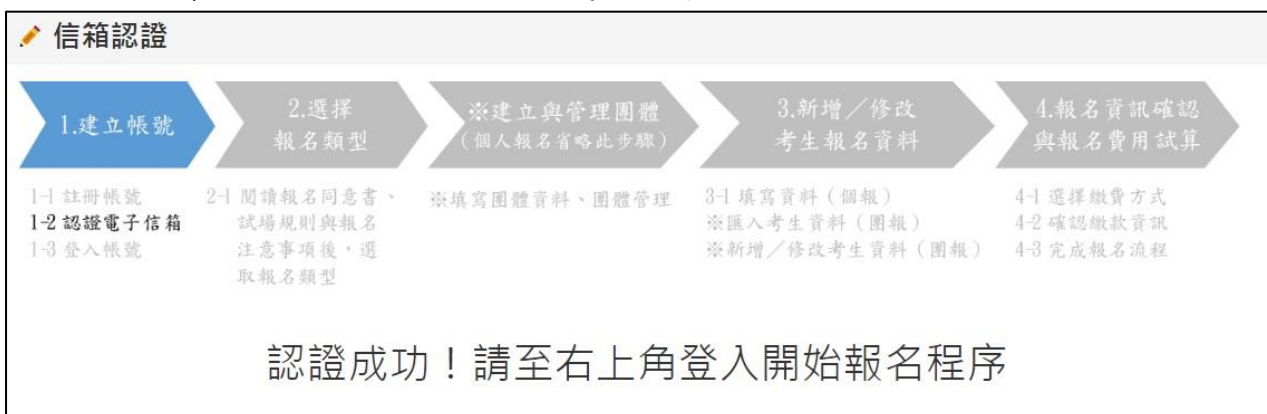 信箱認證
1.建立帳號
2.選擇
報名類型
※建立與管理團體
(個人報名省略此步驟)
3.新增／修改
考生報名資料
4.報名資訊確認
與報名費用試算
1-1 註冊帳號
1-2 認證電子信箱
1-3 登入帳號
2-1 閱讀報名同意書、
試場規則與報名
注意事項後，選
取報名類型
※填寫團體資料、團體管理
3-1 填寫資料（個報）
※匯入考生資料（團報）
※新增／修改考生資料（團報）
4-1 選擇繳費方式
4-2 確認繳款資訊
4-3 完成報名流程
認證成功！請至右上角登入開始報名程序